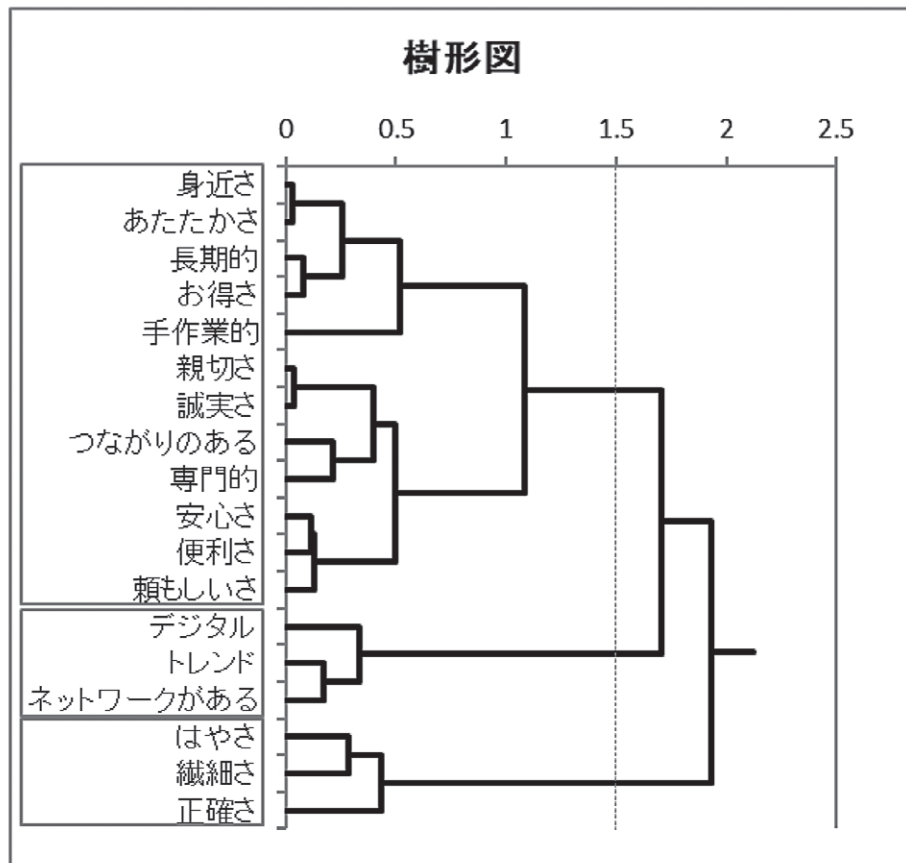 樹形図
0 0.5 1 1.5 2 2.5
身近さ
あたたかさ
長期的
お得さ
手作業的
親切さ
誠実さ
つながりのある
専門的
安心さ
便利さ
頼もしいさ
デジタル
トレンド
ネットワークがある
はやさ
繊細さ
正確さ